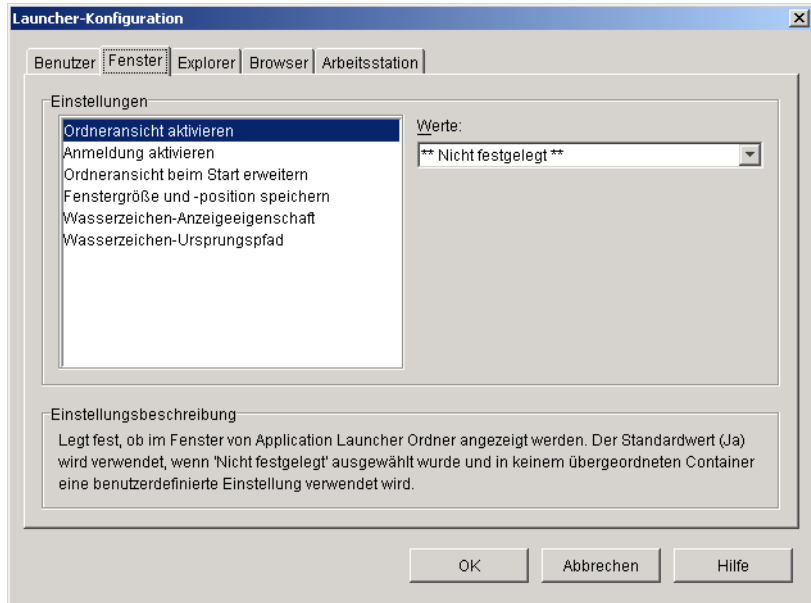 Launcher-Konfiguration
Benutzer Fenster Explorer Browser Arbeitsstation
Einstellungen
Ordneransicht aktivieren
Anmeldung aktivieren
Ordneransicht beim Start erweitern
Fenstergröße und -position speichern
Wasserzeichen-Anzeigeeigenschaft
Wasserzeichen-Ursprungspfad
Werte:
** Nicht festgelegt **
Einstellungsbeschreibung
Legt fest, ob im Fenster von Application Launcher Ordner angezeigt werden. Der Standardwert (Ja)
wird verwendet, wenn 'Nicht festgelegt' ausgewählt wurde und in keinem übergeordneten Container
eine benutzerdefinierte Einstellung verwendet wird.
OK Abbrechen Hilfe